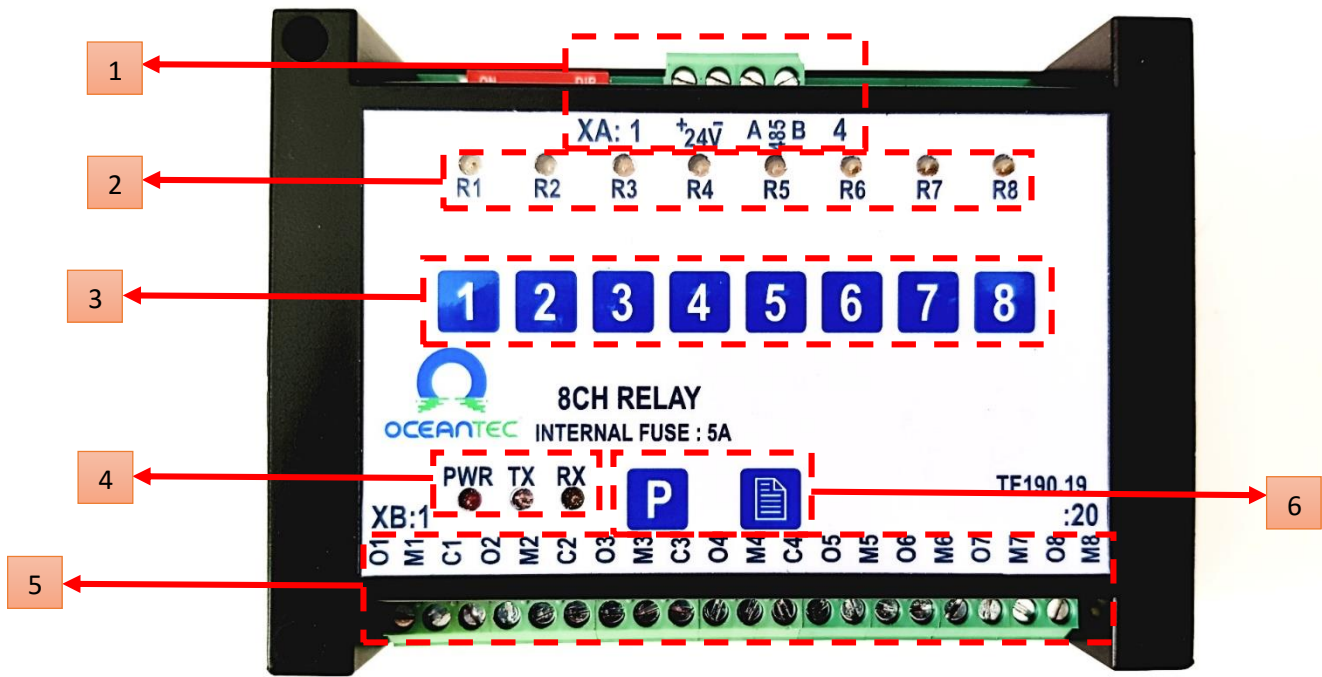 1
ON DIP
XA: 1 +24V- A 485 B 4
2
R1 R2 R3 R4 R5 R6 R7 R8
3
1 2 3 4 5 6 7 8
OCEANTEC
8CH RELAY
INTERNAL FUSE : 5A
4
PWR TX RX
P
6
TF190.19
XB:1
:20
O1 M1 C1 O2 M2 C2 O3 M3 C3 O4 M4 C4 O5 M5 O6 M6 O7 M7 O8 M8
5